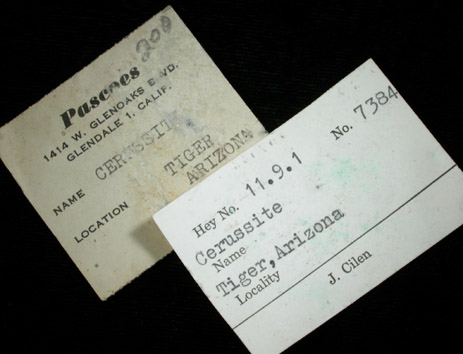 Pascoes
209
1414 W. GLENOAKS BLVD.
GLENDALE 1, CALIF.
NAME CERUSSITE
LOCATION TIGER
ARIZONA
Hey No. 11.9.1 No. 7384
Cerussite
Name
Tiger,Arizona
Locality
J. Cilen